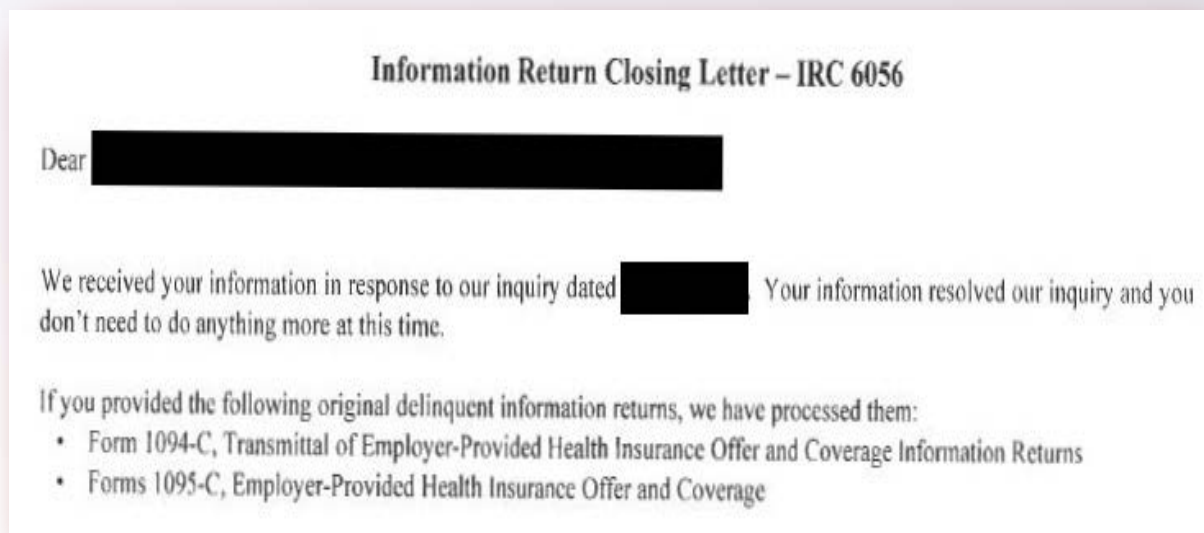 Information Return Closing Letter – IRC 6056
Dear
We received your information in response to our inquiry dated . Your information resolved our inquiry and you
don't need to do anything more at this time.
If you provided the following original delinquent information returns, we have processed them:
• Form 1094-C, Transmittal of Employer-Provided Health Insurance Offer and Coverage Information Returns
• Forms 1095-C, Employer-Provided Health Insurance Offer and Coverage